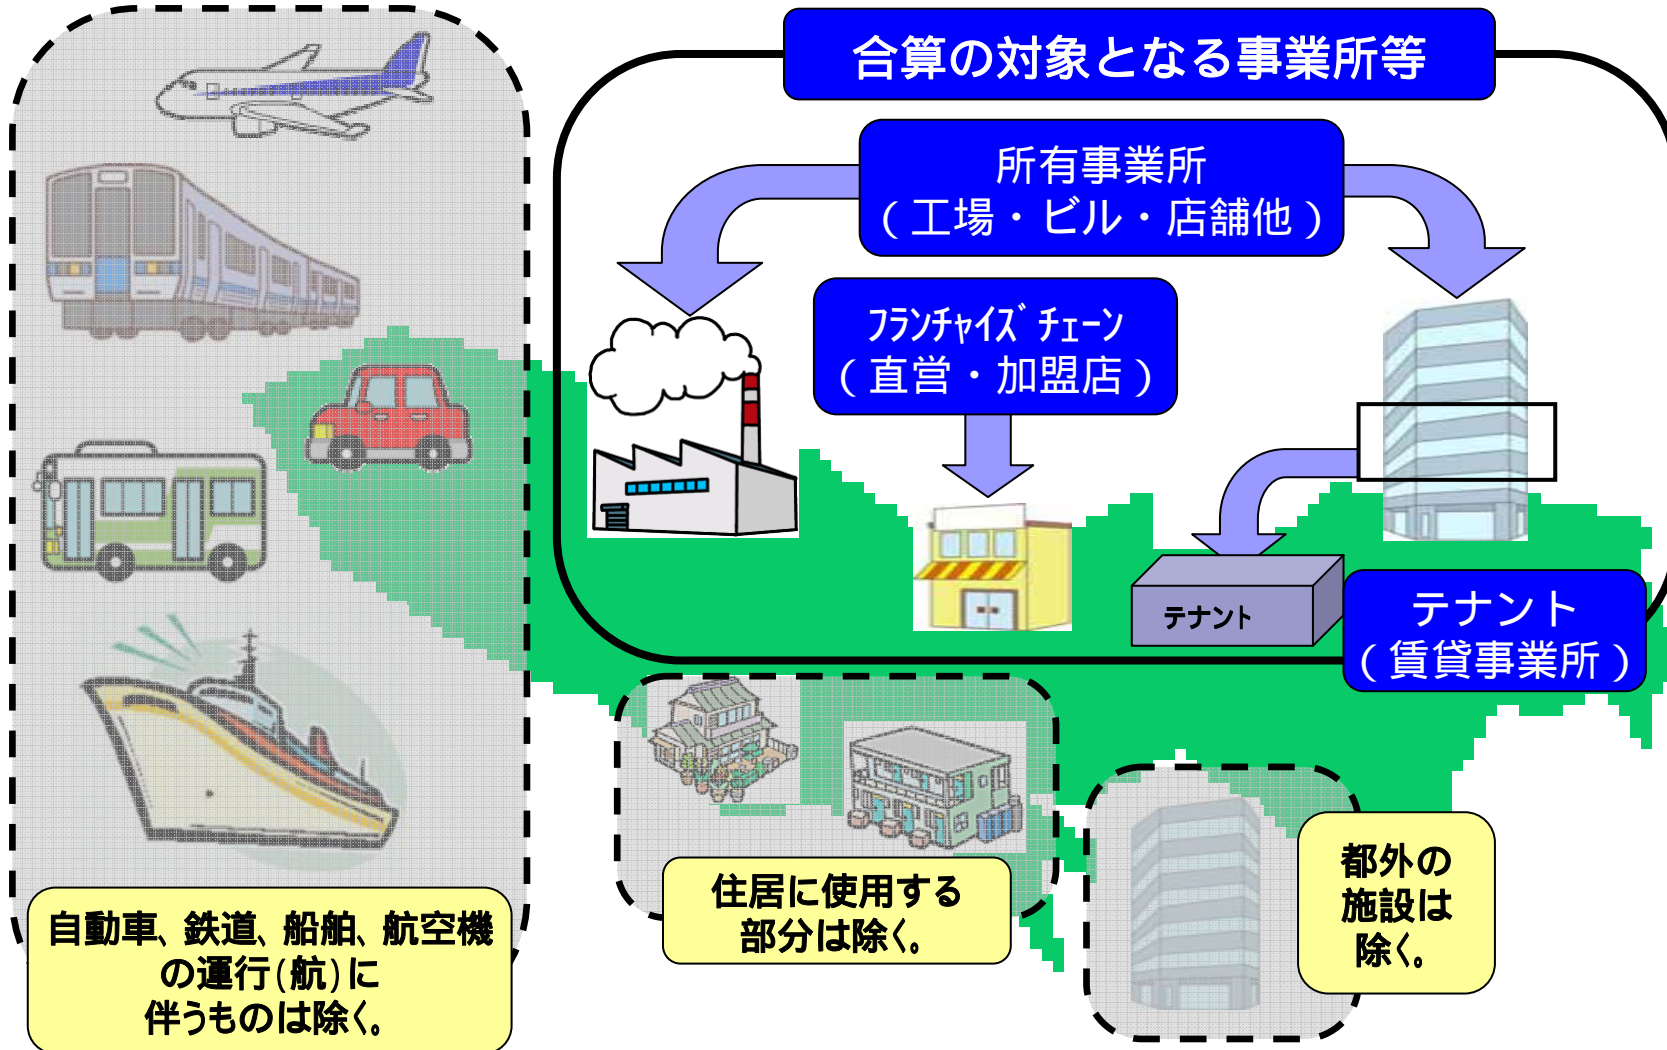 合算の対象となる事業所等
所有事業所
（工場・ビル・店舗他）
ﾌﾗﾝﾁｬｲｽﾞﾁｪｰﾝ
（直営・加盟店）
テナント
テナント
（賃貸事業所）
住居に使用する
部分は除く。
都外の
施設は
除く。
自動車、鉄道、船舶、航空機
の運行(航)に
伴うものは除く。